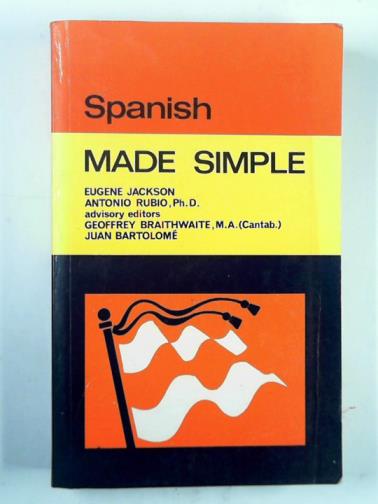 Spanish
MADE SIMPLE
EUGENE JACKSON
ANTONIO RUBIO, Ph.D.
advisory editors
GEOFFREY BRAITHWAITE, M.A.(Cantab.)
JUAN BARTOLOMÉ